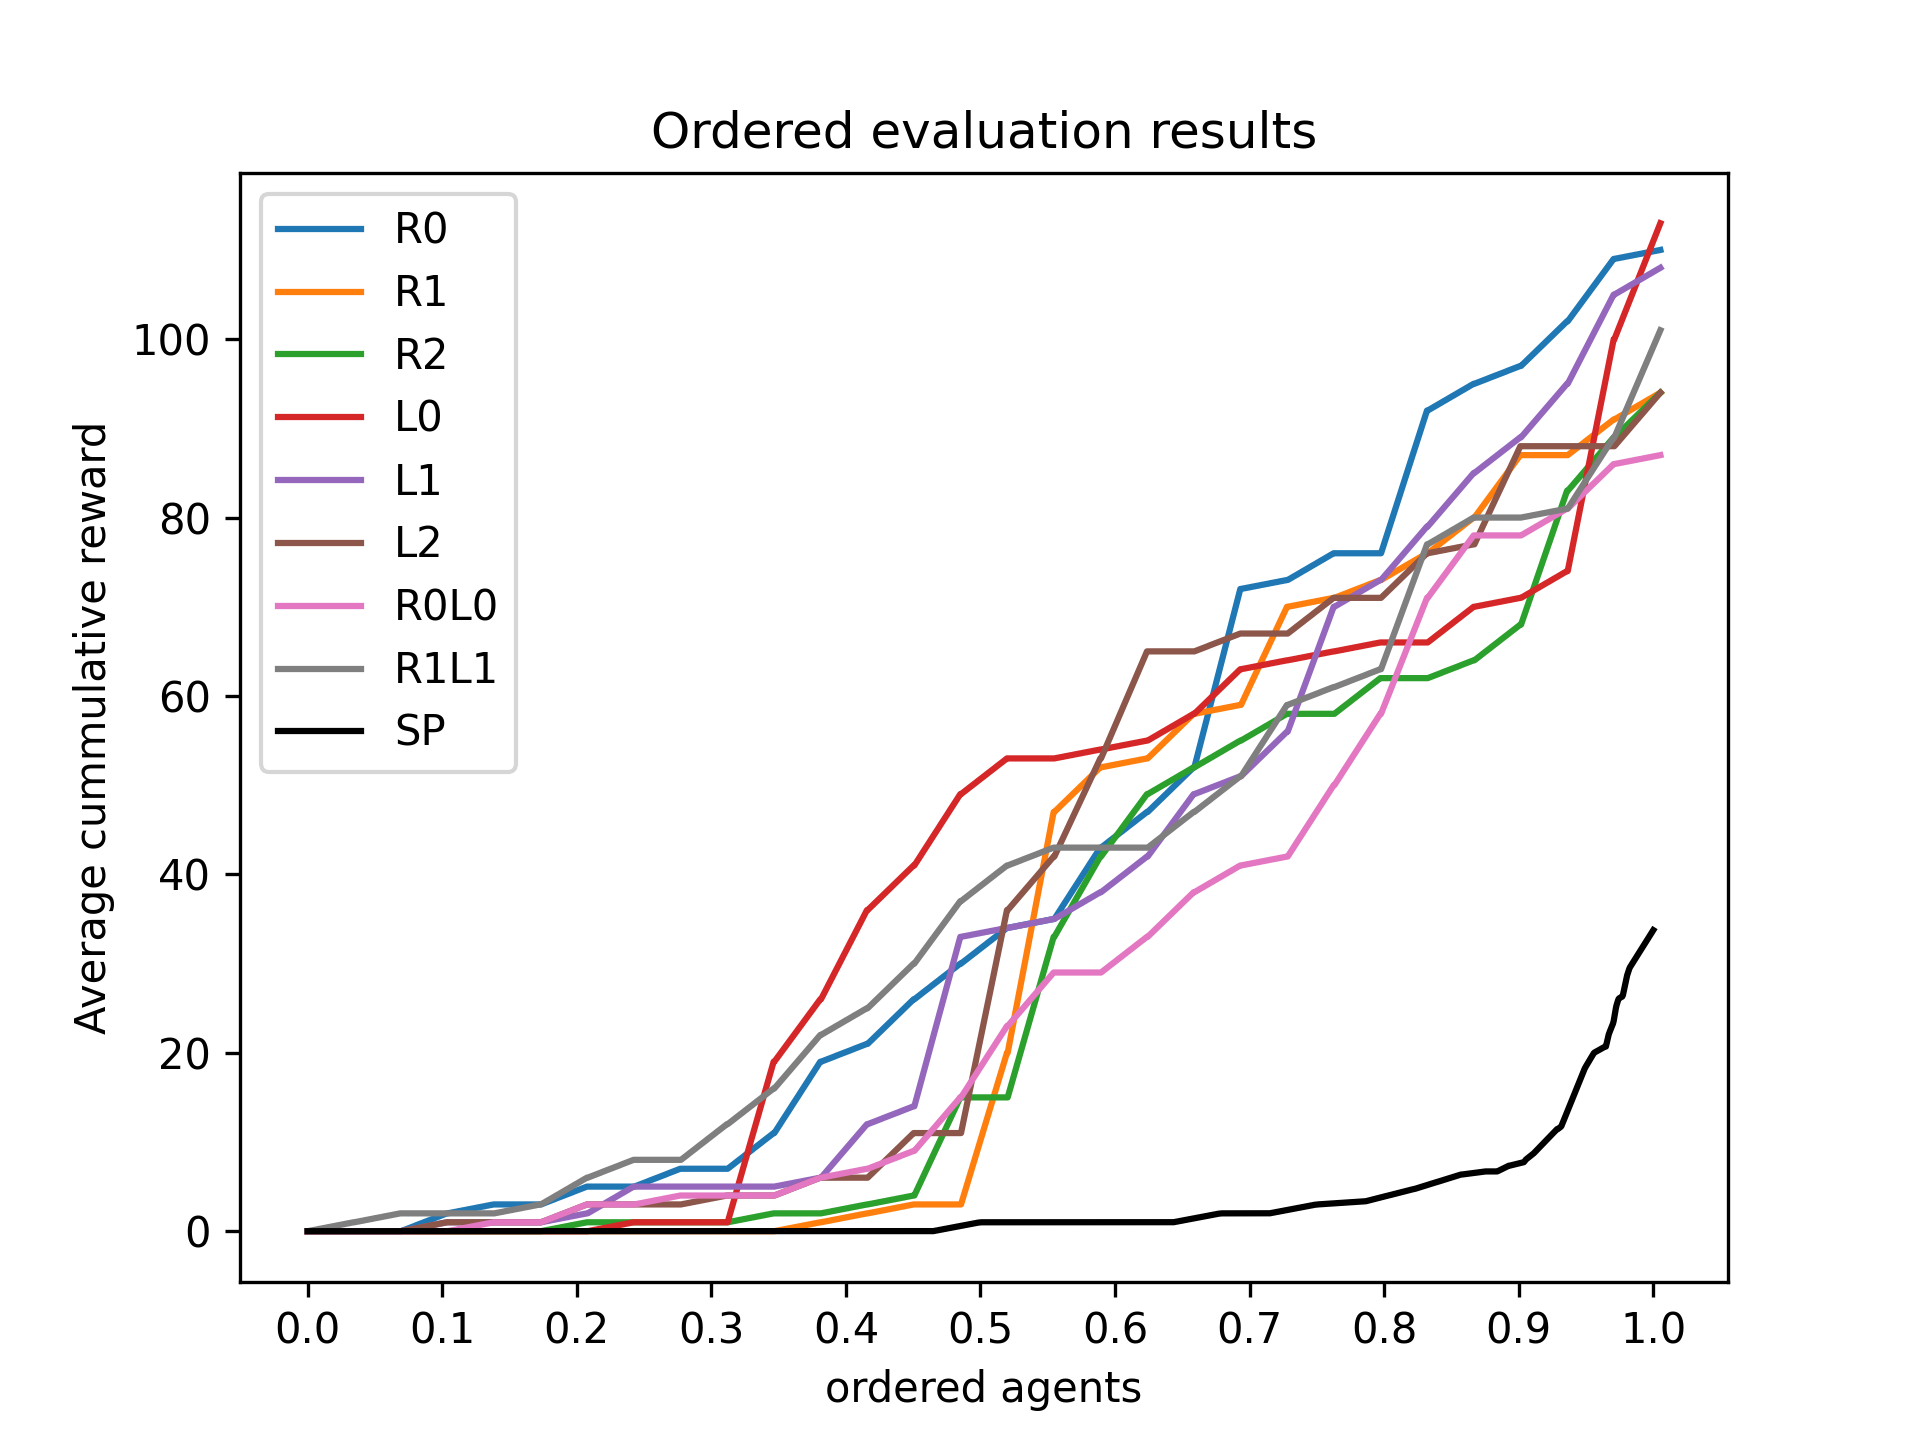 Ordered evaluation results
R0
R1
R2
L0
L1
L2
R0L0
R1L1
SP
Average cummulative reward
100
80
60
40
20
0
0.0 0.1 0.2 0.3 0.4 0.5 0.6 0.7 0.8 0.9 1.0
ordered agents